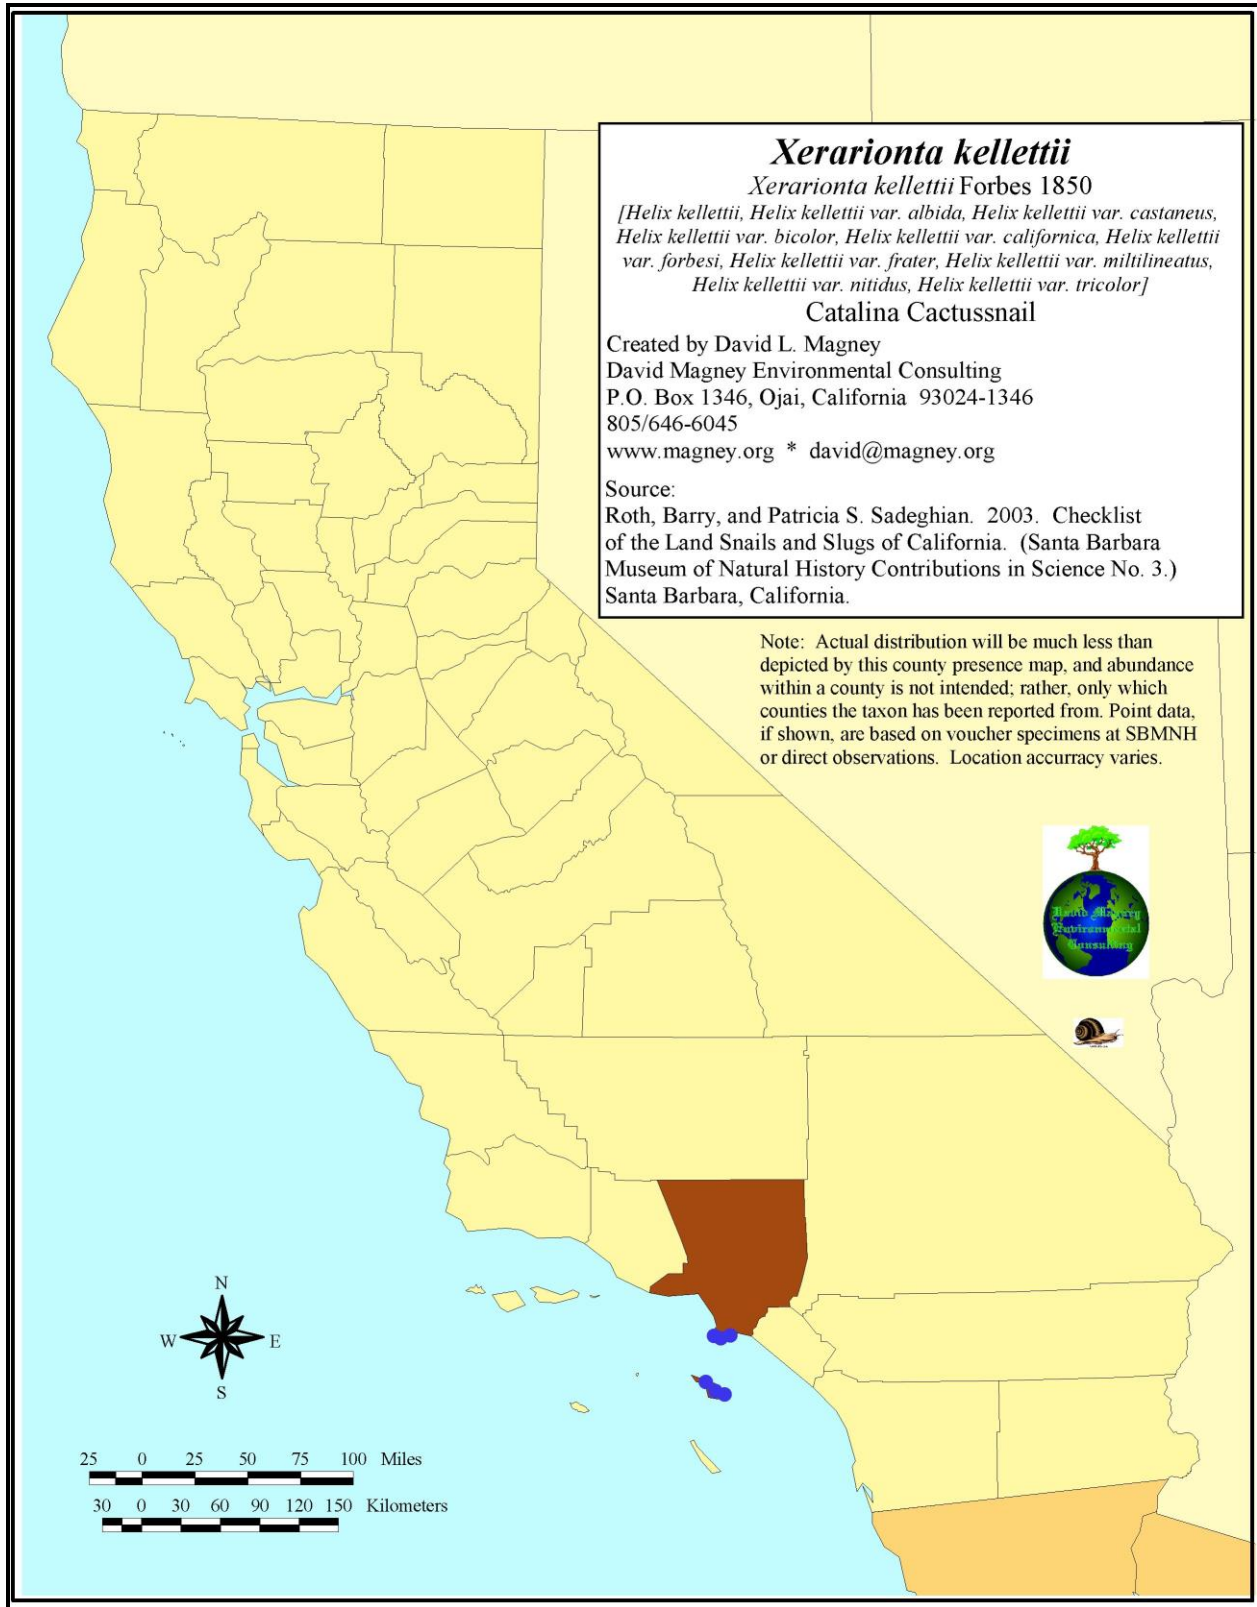 Xerarionta kellettii
Xerarionta kellettii Forbes 1850
[Helix kellettii, Helix kellettii var. albida, Helix kellettii var. castaneus,
Helix kellettii var. bicolor, Helix kellettii var. californica, Helix kellettii
var. forbesi, Helix kellettii var. frater, Helix kellettii var. miltilineatus,
Helix kellettii var. nitidus, Helix kellettii var. tricolor]
Catalina Cactussnail
Created by David L. Magney
David Magney Environmental Consulting
P.O. Box 1346, Ojai, California 93024-1346
805/646-6045
www.magney.org * david@magney.org
Source:
Roth, Barry, and Patricia S. Sadeghian. 2003. Checklist
of the Land Snails and Slugs of California. (Santa Barbara
Museum of Natural History Contributions in Science No. 3.)
Santa Barbara, California.
Note: Actual distribution will be much less than
depicted by this county presence map, and abundance
within a county is not intended; rather, only which
counties the taxon has been reported from. Point data,
if shown, are based on voucher specimens at SBMNH
or direct observations. Location accurracy varies.
David Magney
Environmental
Consulting
N
W E
S
25 0 25 50 75 100 Miles
30 0 30 60 90 120 150 Kilometers